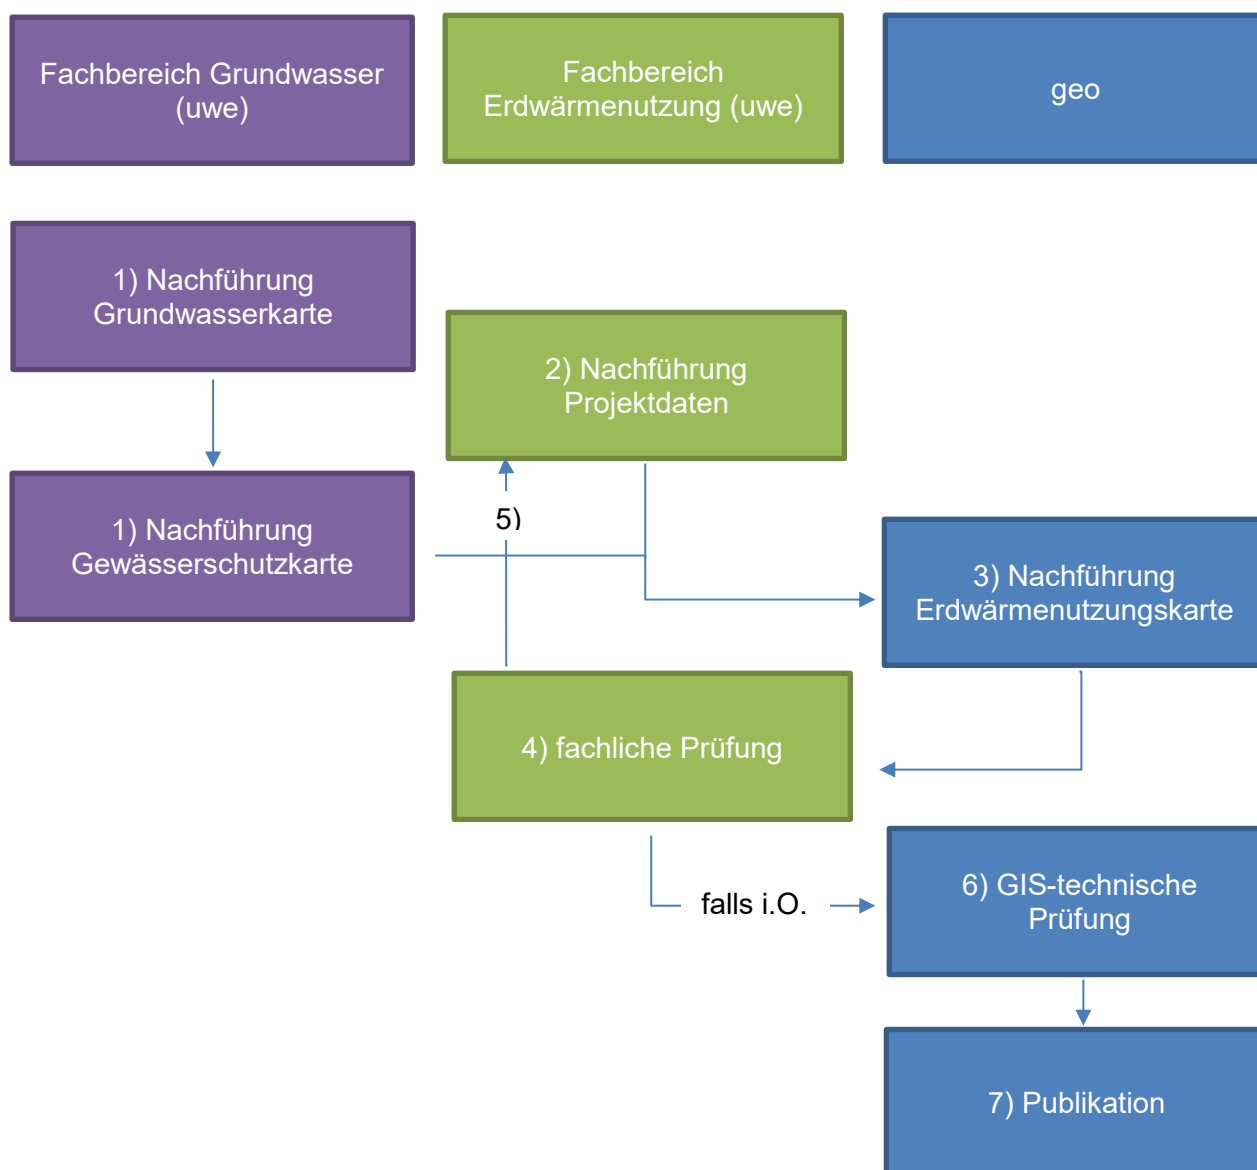 Fachbereich Grundwasser
(uwe)
Fachbereich
Erdwärmenutzung (uwe)
geo
1) Nachführung
Grundwasserkarte
2) Nachführung
Projektdaten
1) Nachführung
Gewässerschutzkarte
5)
3) Nachführung
Erdwärmenutzungskarte
4) fachliche Prüfung
falls i.O.
6) GIS-technische
Prüfung
7) Publikation